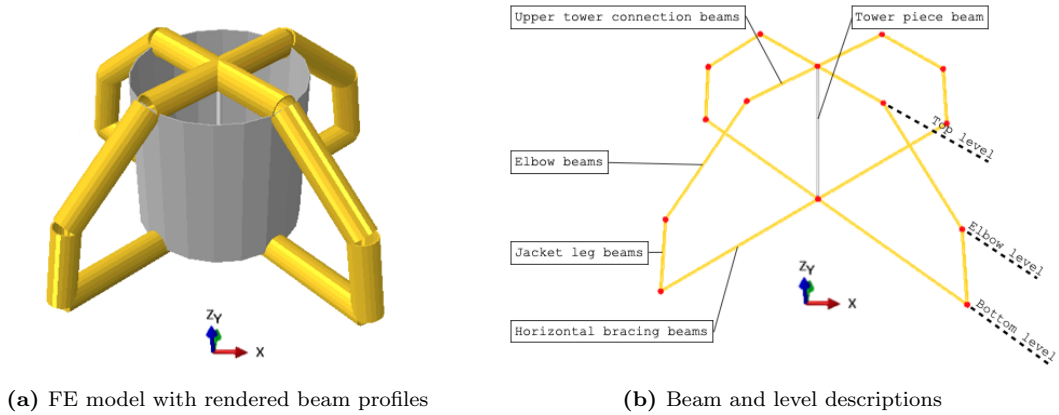 Upper tower connection beams
Tower piece beam
Top level
Elbow beams
Elbow level
Jacket leg beams
Bottom level
Horizontal bracing beams
Z
Y
X
Z
Y
X
(a) FE model with rendered beam profiles
(b) Beam and level descriptions